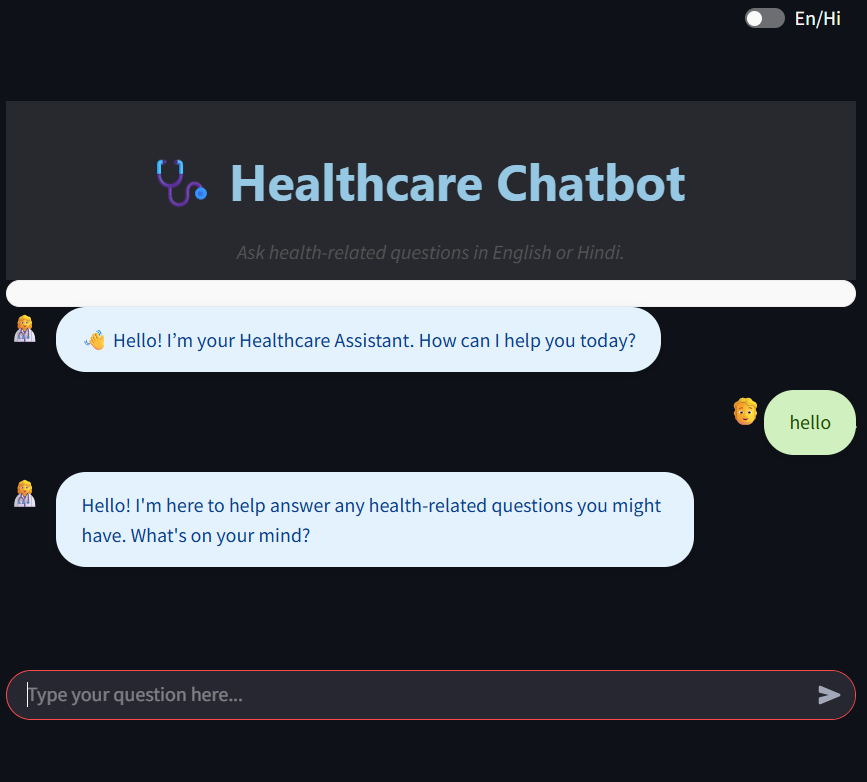 En/Hi
Healthcare Chatbot
Ask health-related questions in English or Hindi.
👋 Hello! I’m your Healthcare Assistant. How can I help you today?
hello
Hello! I'm here to help answer any health-related questions you might
have. What's on your mind?
Type your question here...